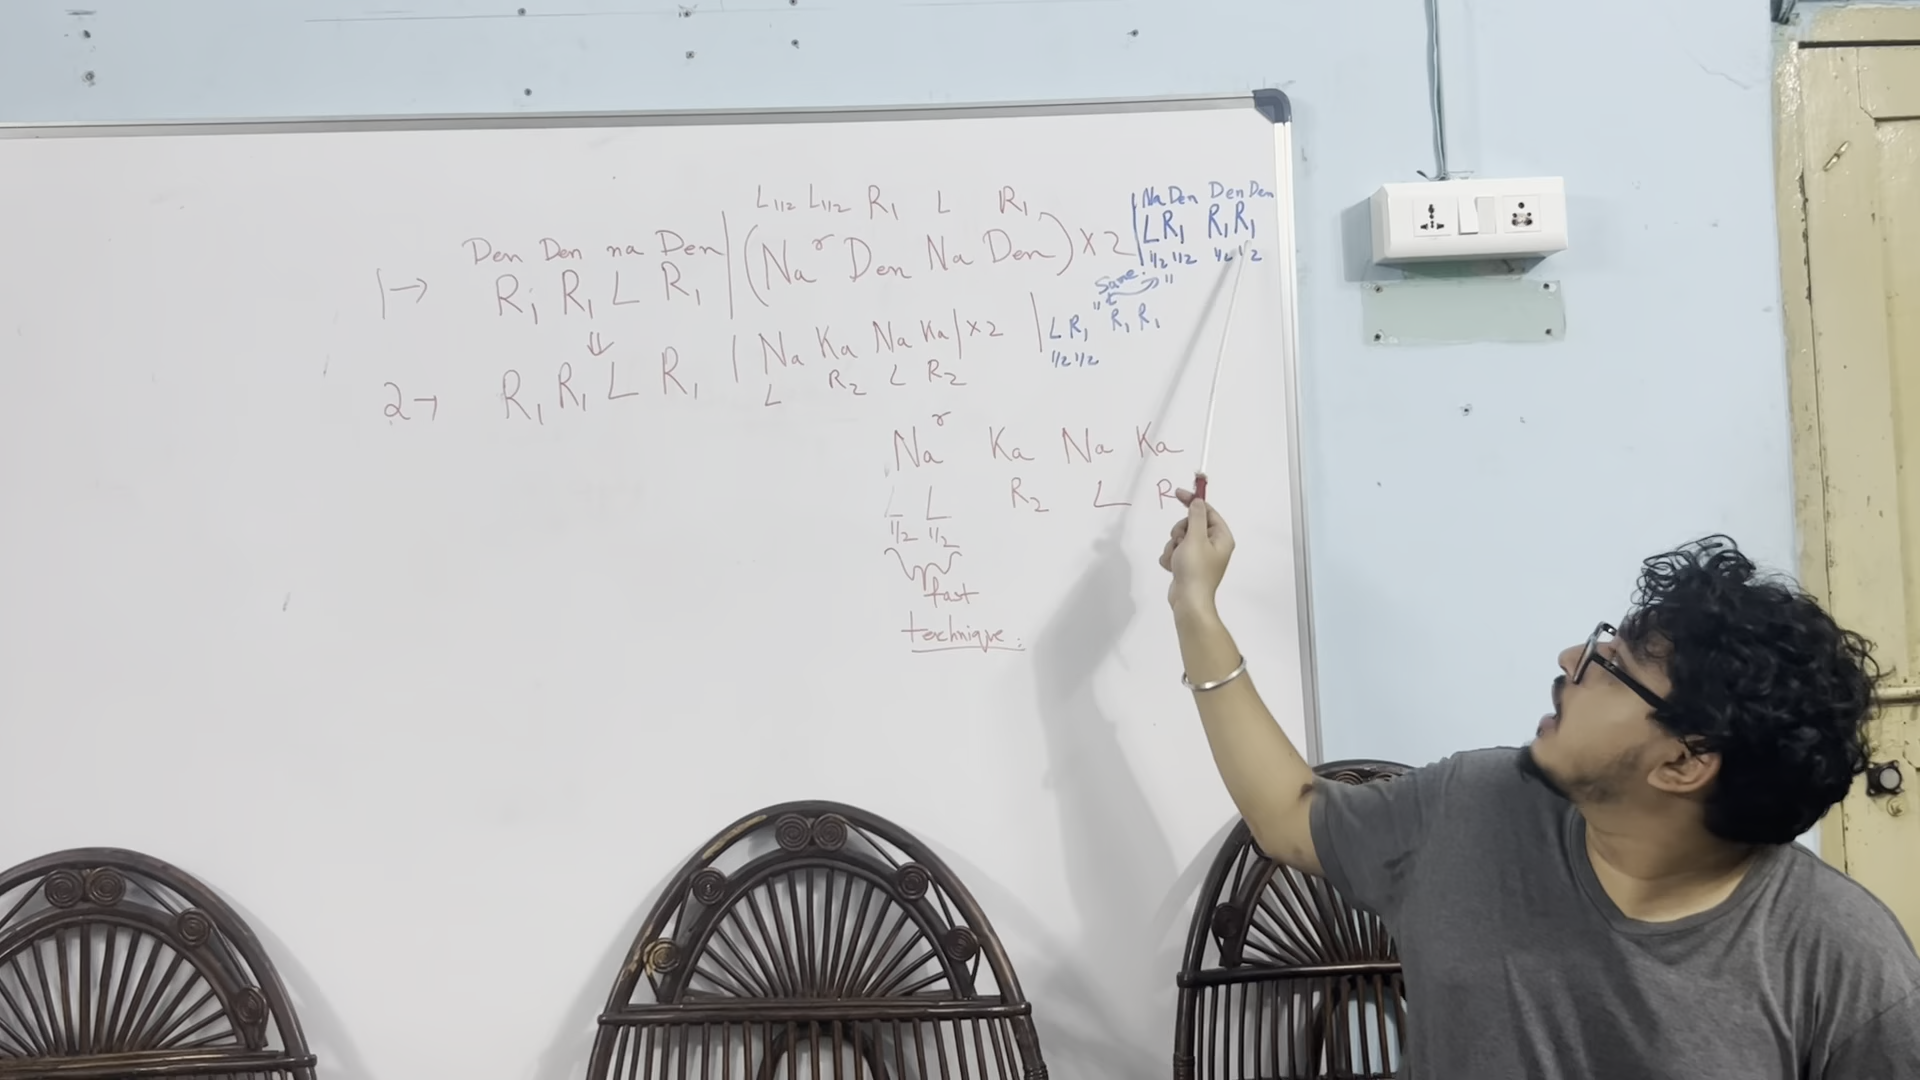 L1/2 L1/2 R1 L R1
Den Den na Den | (Na r Den Na Den) x 2 | Na Den Den Den
1 → R1 R1 L R1 | L R1 R1 R1
1/2 1/2 1/2 1/2
Same.
2 → R1 R1 L R1 | Na Ka Na Ka | x2 | L R1 R1 R1
L R2 L R2 1/2 1/2
Na r Ka Na Ka
L L R2 L R
1/2 1/2
fast
technique: